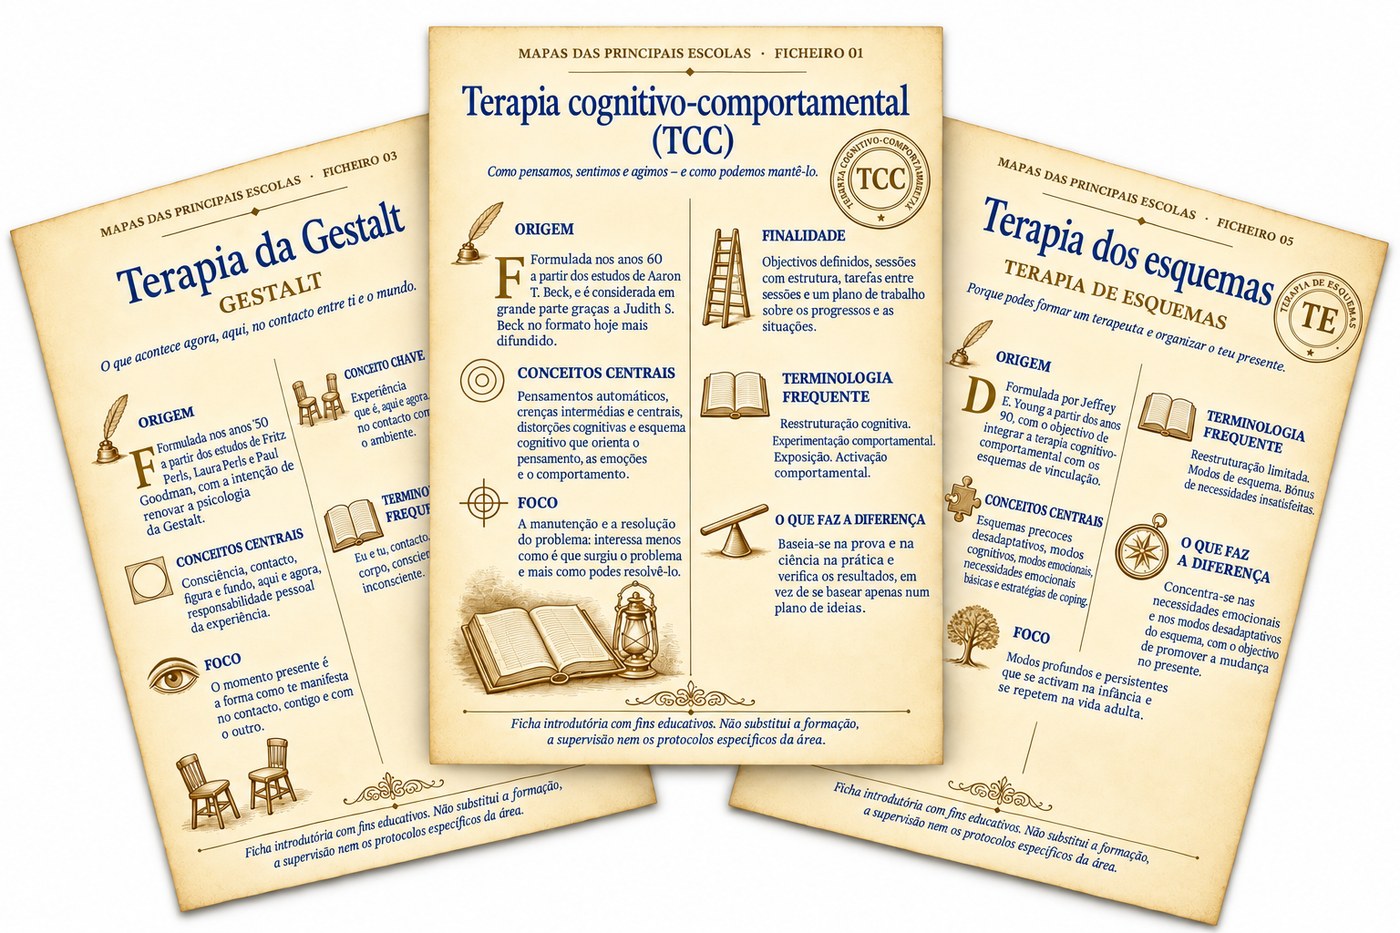 MAPAS DAS PRINCIPAIS ESCOLAS · FICHEIRO 03
Terapia da Gestalt
GESTALT
O que acontece agora, aqui, no contacto entre ti e o mundo.
ORIGEM
Formulada nos anos '50
a partir dos estudos de Fritz
Perls, Laura Perls e Paul
Goodman, com a intenção de
renovar a psicologia
da Gestalt.
CONCEITOS CENTRAIS
Consciência, contacto,
figura e fundo, aqui e agora,
responsabilidade pessoal
da experiência.
FOCO
O momento presente é
a forma como te manifesta
no contacto, contigo e com
o outro.
CONCEITO CHAVE
Experiência
que é, aqui e agora.
no contacto com
o ambiente.
Eu e tu, contacto,
corpo,
inconsciente.
Ficha introdutória com fins educativos. Não substitui a formação,
a supervisão nem os protocolos específicos da área.
MAPAS DAS PRINCIPAIS ESCOLAS · FICHEIRO 01
Terapia cognitivo-comportamental
(TCC)
Como pensamos, sentimos e agimos – e como podemos mantê-lo.
TCC
ORIGEM
Formulada nos anos 60
a partir dos estudos de Aaron
T. Beck, e é considerada em
grande parte graças a Judith S.
Beck no formato hoje mais
difundido.
CONCEITOS CENTRAIS
Pensamentos automáticos,
crenças intermédias e centrais,
distorções cognitivas e esquema
cognitivo que orienta o
pensamento, as emoções
e o comportamento.
FOCO
A manutenção e a resolução
do problema: interessa menos
como é que surgiu o problema
e mais como podes resolvê-lo.
FINALIDADE
Objectivos definidos, sessões
com estrutura, tarefas entre
sessões e um plano de trabalho
sobre os progressos e as
situações.
TERMINOLOGIA
FREQUENTE
Reestruturação cognitiva.
Experimentação comportamental.
Exposição. Activação
comportamental.
O QUE FAZ A DIFERENÇA
Baseia-se na prova e na
ciência na prática e
verifica os resultados, em
vez de se basear apenas num
plano de ideias.
Ficha introdutória com fins educativos. Não substitui a formação,
a supervisão nem os protocolos específicos da área.
MAPAS DAS PRINCIPAIS ESCOLAS · FICHEIRO 05
Terapia dos esquemas
TERAPIA DE ESQUEMAS
Porque podes formar um terapeuta e organizar o teu presente.
TERAPIA DE ESQUEMAS
TE
ORIGEM
D Formulada por Jeffrey
E. Young a partir dos anos
90, com o objectivo de
integrar a terapia cognitivo-
comportamental com os
esquemas de vinculação.
CONCEITOS CENTRAIS
Esquemas precoces
desadaptativos, modos
cognitivos, modos emocionais,
necessidades emocionais
básicas e estratégias de coping.
FOCO
Modos profundos e persistentes
que se activam na infância e
se repetem na vida adulta.
TERMINOLOGIA
FREQUENTE
Reestruturação limitada.
Modos de esquema. Bónus
de necessidades insatisfeitas.
O QUE FAZ
A DIFERENÇA
Concentra-se nas
necessidades emocionais
e nos modos desadaptativos
do esquema, com o objectivo
de promover a mudança
no presente.
Ficha introdutória com fins educativos. Não substitui a formação,
a supervisão nem os protocolos específicos da área.